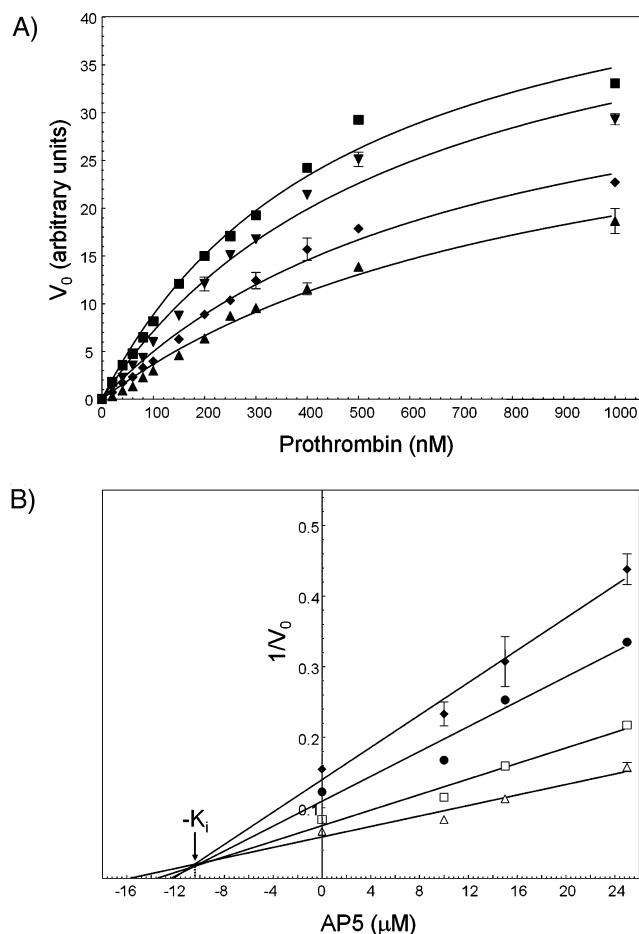 A)
V0 (arbitrary units)
40
35
30
25
20
15
10
5
0
0 100 200 300 400 500 600 700 800 900 1000
Prothrombin (nM)
B)
1/V0
0.5
0.4
0.3
0.2
0.1
-Ki
-16 -12 -8 -4 0 4 8 12 16 20 24
AP5 (μM)